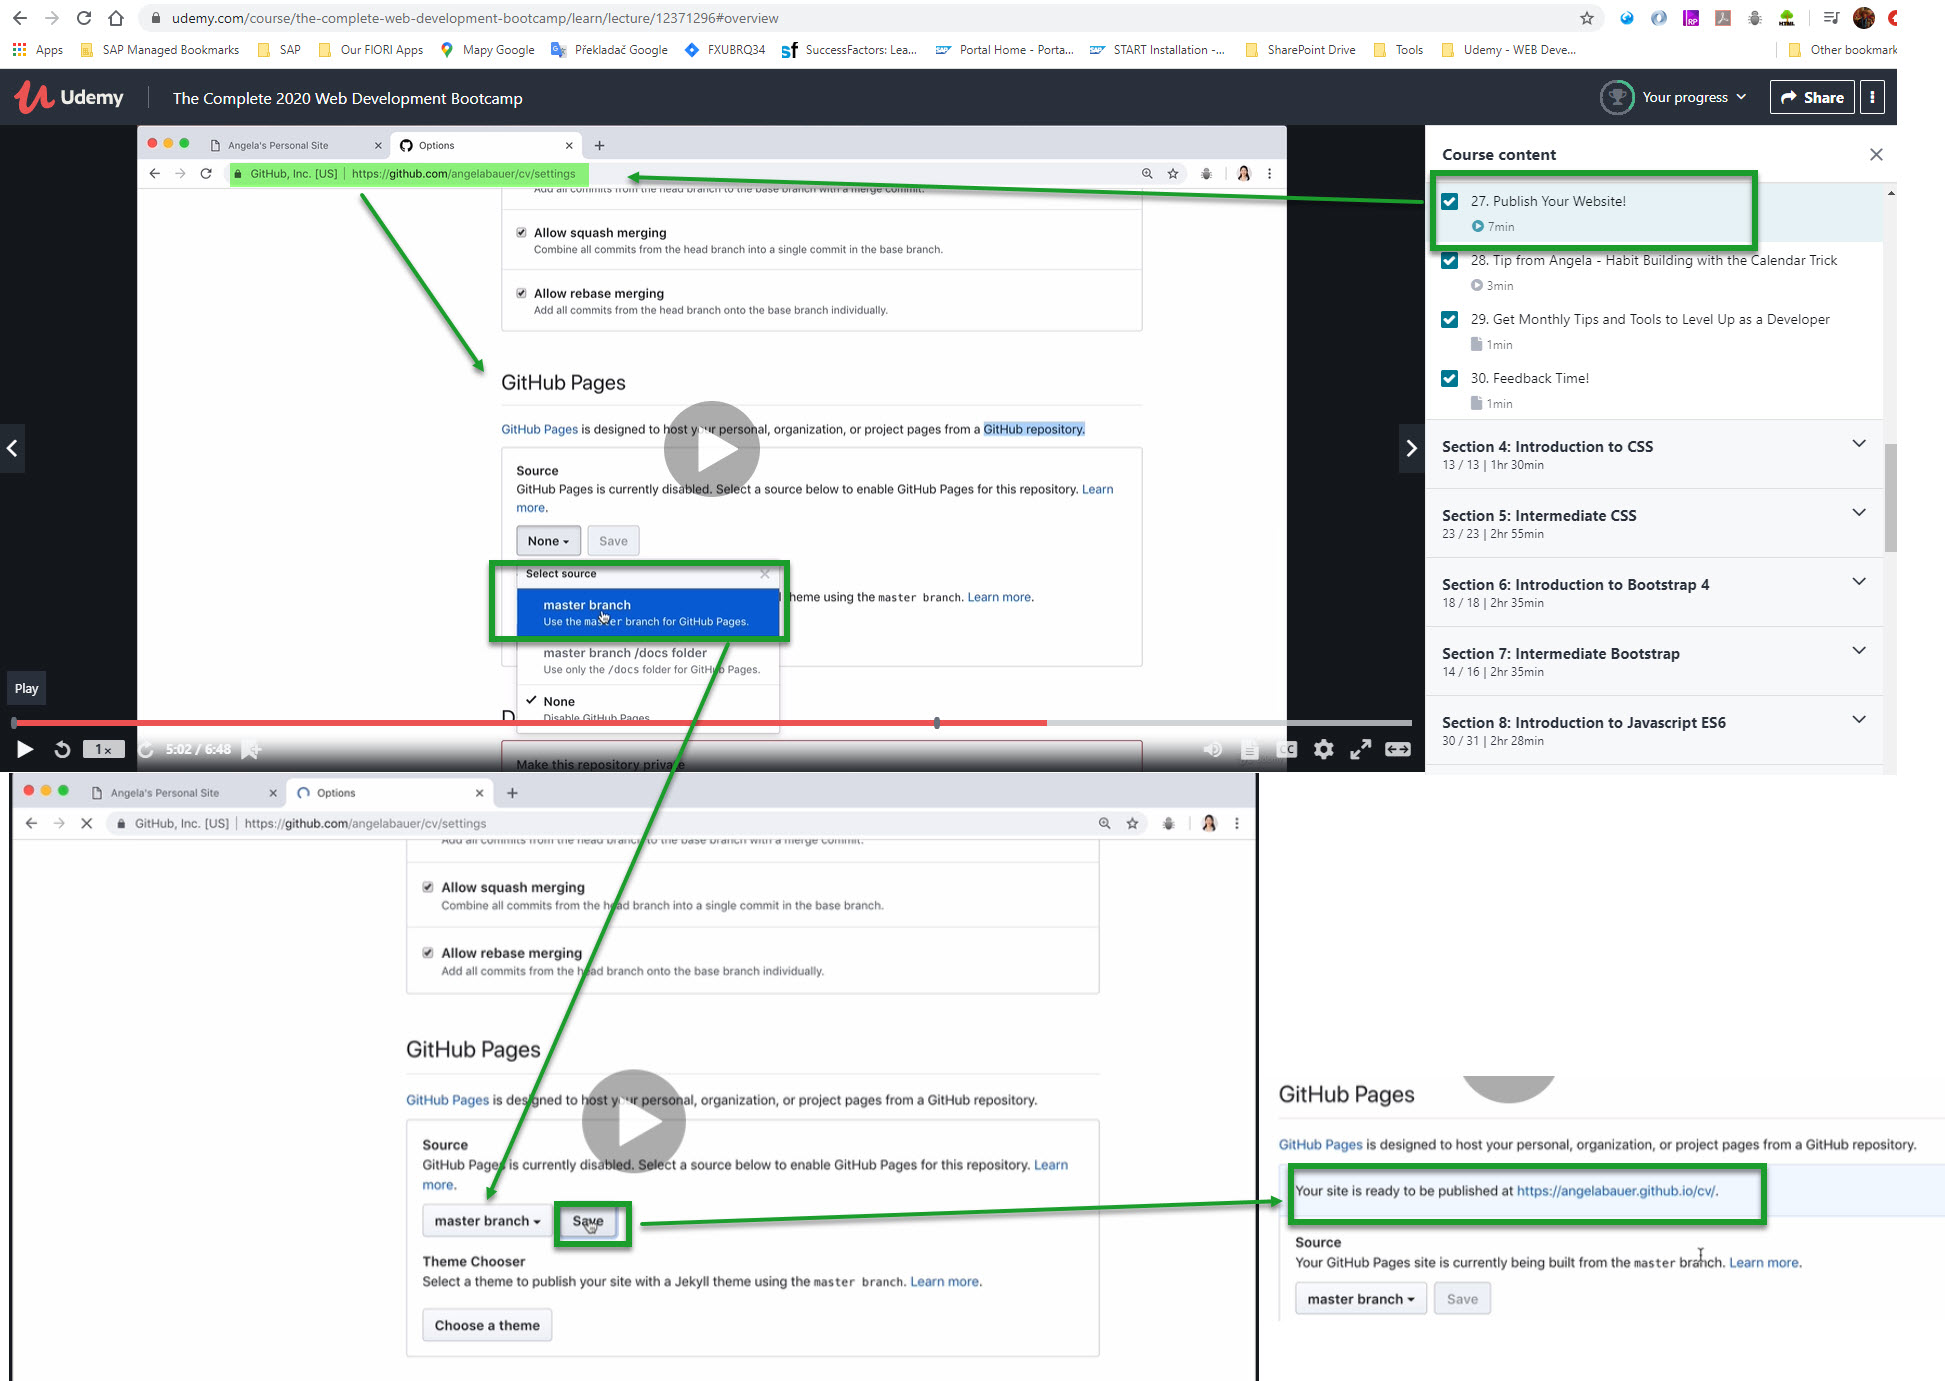 udemy.com/course/the-complete-web-development-bootcamp/learn/lecture/12371296#overview
Apps SAP Managed Bookmarks SAP Our FIORI Apps Mapy Google Překladač Google FXUBRQ34 SuccessFactors: Lea... Portal Home - Porta... START Installation -... SharePoint Drive Tools Udemy - WEB Deve... Other bookmark
Udemy The Complete 2020 Web Development Bootcamp Your progress Share
Angela's Personal Site Options
GitHub, Inc. [US] https://github.com/angelabauer/cv/settings
Add all commits from the head branch to the base branch with a merge commit.
Allow squash merging
Combine all commits from the head branch into a single commit in the base branch.
Allow rebase merging
Add all commits from the head branch onto the base branch individually.
GitHub Pages
GitHub Pages is designed to host your personal, organization, or project pages from a GitHub repository.
Source
GitHub Pages is currently disabled. Select a source below to enable GitHub Pages for this repository. Learn
more.
None Save
Select source
heme using the master branch. Learn more.
master branch
Use the master branch for GitHub Pages.
master branch /docs folder
Use only the /docs folder for GitHub Pages.
None
Disable GitHub Pages
D
Make this repository private
Play
1x 5:02 / 6:48
CC
Course content
27. Publish Your Website!
7min
28. Tip from Angela - Habit Building with the Calendar Trick
3min
29. Get Monthly Tips and Tools to Level Up as a Developer
1min
30. Feedback Time!
1min
Section 4: Introduction to CSS
13 / 13 | 1hr 30min
Section 5: Intermediate CSS
23 / 23 | 2hr 55min
Section 6: Introduction to Bootstrap 4
18 / 18 | 2hr 35min
Section 7: Intermediate Bootstrap
14 / 16 | 2hr 35min
Section 8: Introduction to Javascript ES6
30 / 31 | 2hr 28min
Angela's Personal Site Options
GitHub, Inc. [US] https://github.com/angelabauer/cv/settings
Add all commits from the head branch to the base branch with a merge commit.
Allow squash merging
Combine all commits from the head branch into a single commit in the base branch.
Allow rebase merging
Add all commits from the head branch onto the base branch individually.
GitHub Pages
GitHub Pages is designed to host your personal, organization, or project pages from a GitHub repository.
Source
GitHub Pages is currently disabled. Select a source below to enable GitHub Pages for this repository. Learn
more.
master branch Save
Theme Chooser
Select a theme to publish your site with a Jekyll theme using the master branch. Learn more.
Choose a theme
GitHub Pages
GitHub Pages is designed to host your personal, organization, or project pages from a GitHub repository.
Your site is ready to be published at https://angelabauer.github.io/cv/.
Source
Your GitHub Pages site is currently being built from the master branch. Learn more.
master branch Save